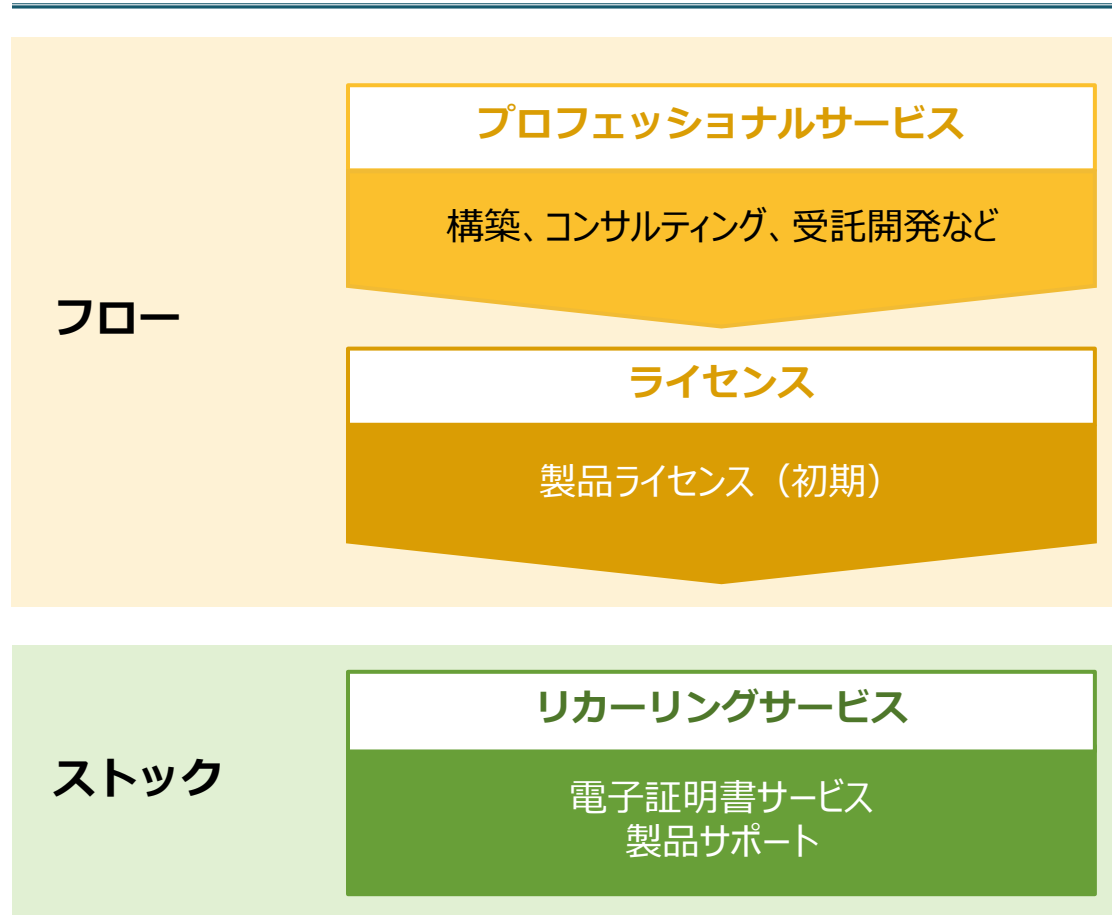 プロフェッショナルサービス
構築、コンサルティング、受託開発など
フロー
ライセンス
製品ライセンス（初期）
リカーリングサービス
ストック
電子証明書サービス
製品サポート